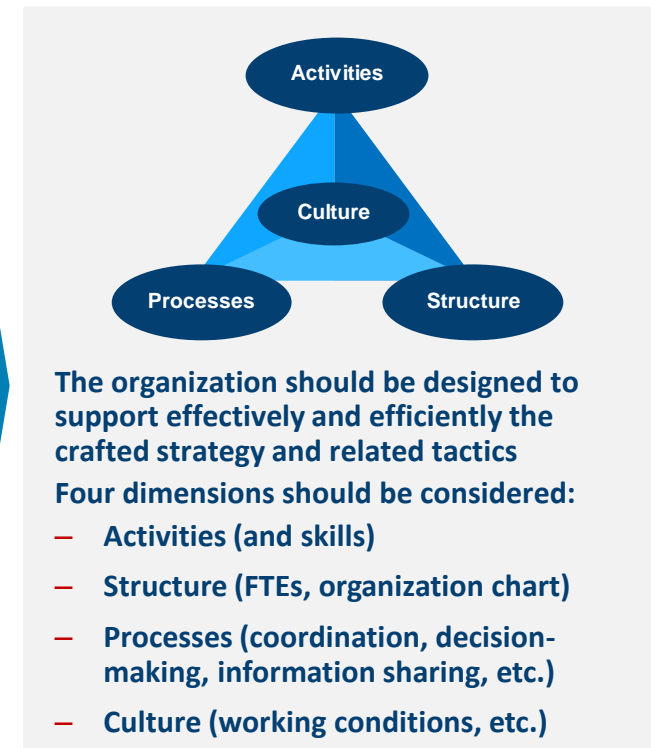 Activities
Culture
Processes
Structure
The organization should be designed to
support effectively and efficiently the
crafted strategy and related tactics
Four dimensions should be considered:
– Activities (and skills)
– Structure (FTEs, organization chart)
– Processes (coordination, decision-
making, information sharing, etc.)
– Culture (working conditions, etc.)